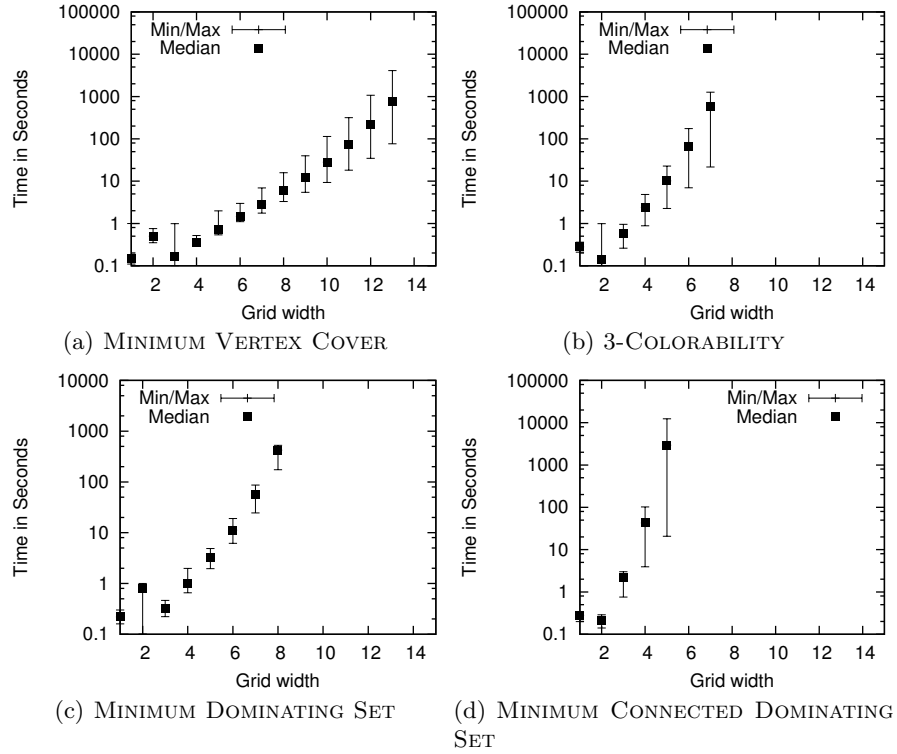 Min/Max
Median
100000
10000
1000
100
10
1
0.1
Time in Seconds
2 4 6 8 10 12 14
Grid width
(a) MINIMUM VERTEX COVER
Min/Max
Median
100000
10000
1000
100
10
1
0.1
Time in Seconds
2 4 6 8 10 12 14
Grid width
(b) 3-COLORABILITY
Min/Max
Median
10000
1000
100
10
1
0.1
Time in Seconds
2 4 6 8 10 12 14
Grid width
(c) MINIMUM DOMINATING SET
Min/Max
Median
100000
10000
1000
100
10
1
0.1
Time in Seconds
2 4 6 8 10 12 14
Grid width
(d) MINIMUM CONNECTED DOMINATING
SET